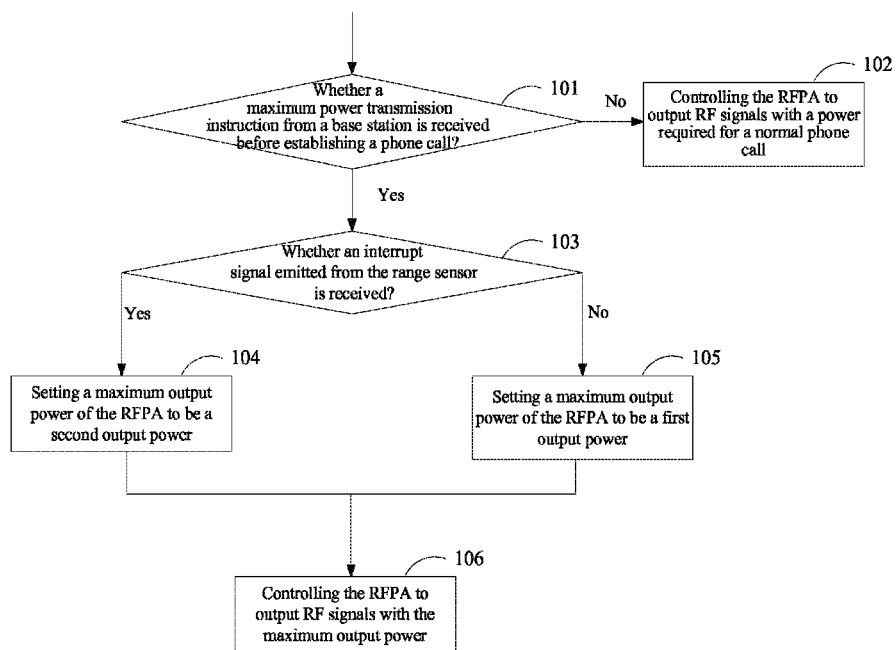 Whether a
maximum power transmission
instruction from a base station is received
before establishing a phone call?
101
No
102
Controlling the RFPA to
output RF signals with a power
required for a normal phone
call
Yes
103
Whether an interrupt
signal emitted from the range sensor
is received?
Yes
No
104
Setting a maximum output
power of the RFPA to be a
second output power
105
Setting a maximum output
power of the RFPA to be a first
output power
106
Controlling the RFPA to
output RF signals with the
maximum output power